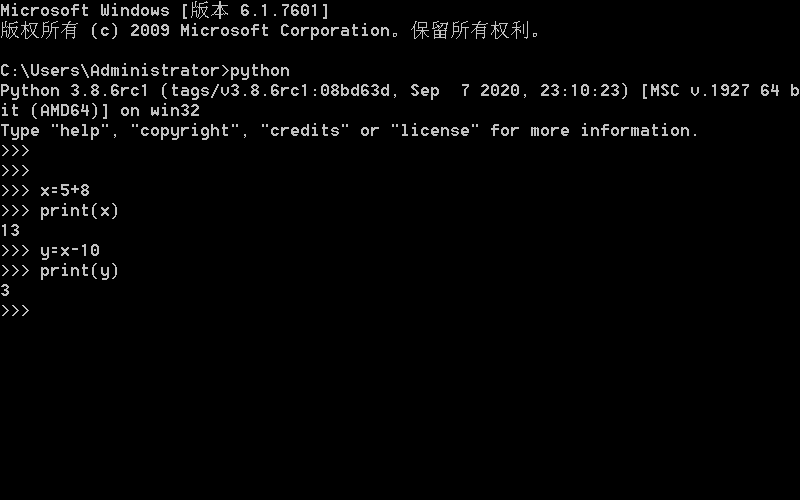 Microsoft Windows [版本 6.1.7601]
版权所有 (c) 2009 Microsoft Corporation。保留所有权利。
C:\Users\Administrator>python
Python 3.8.6rc1 (tags/v3.8.6rc1:08bd63d, Sep  7 2020, 23:10:23) [MSC v.1927 64 b
it (AMD64)] on win32
Type "help", "copyright", "credits" or "license" for more information.
>>>
>>>
>>> x=5+8
>>> print(x)
13
>>> y=x-10
>>> print(y)
3
>>>